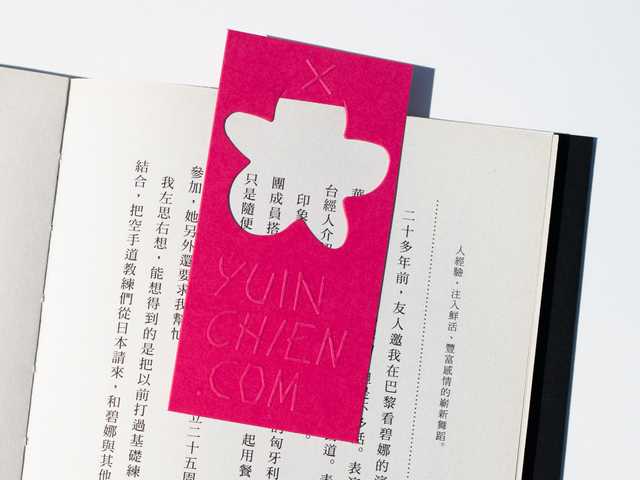 X
YUIN
CHIEN
.COM
人經驗，注入鮮活、豐富感情的嶄新舞蹈。
二十多年前，友人邀我在巴黎看碧娜的演
華
台經人介紹
印象
團成員搭
只是隨便
參加，她另外還要求我幫忙
我左思右想，能想得到的是把以前打過基礎練
結合，把空手道教練們從日本請來，和碧娜與其他
立二十五周
起用餐
的匈牙利
道。表